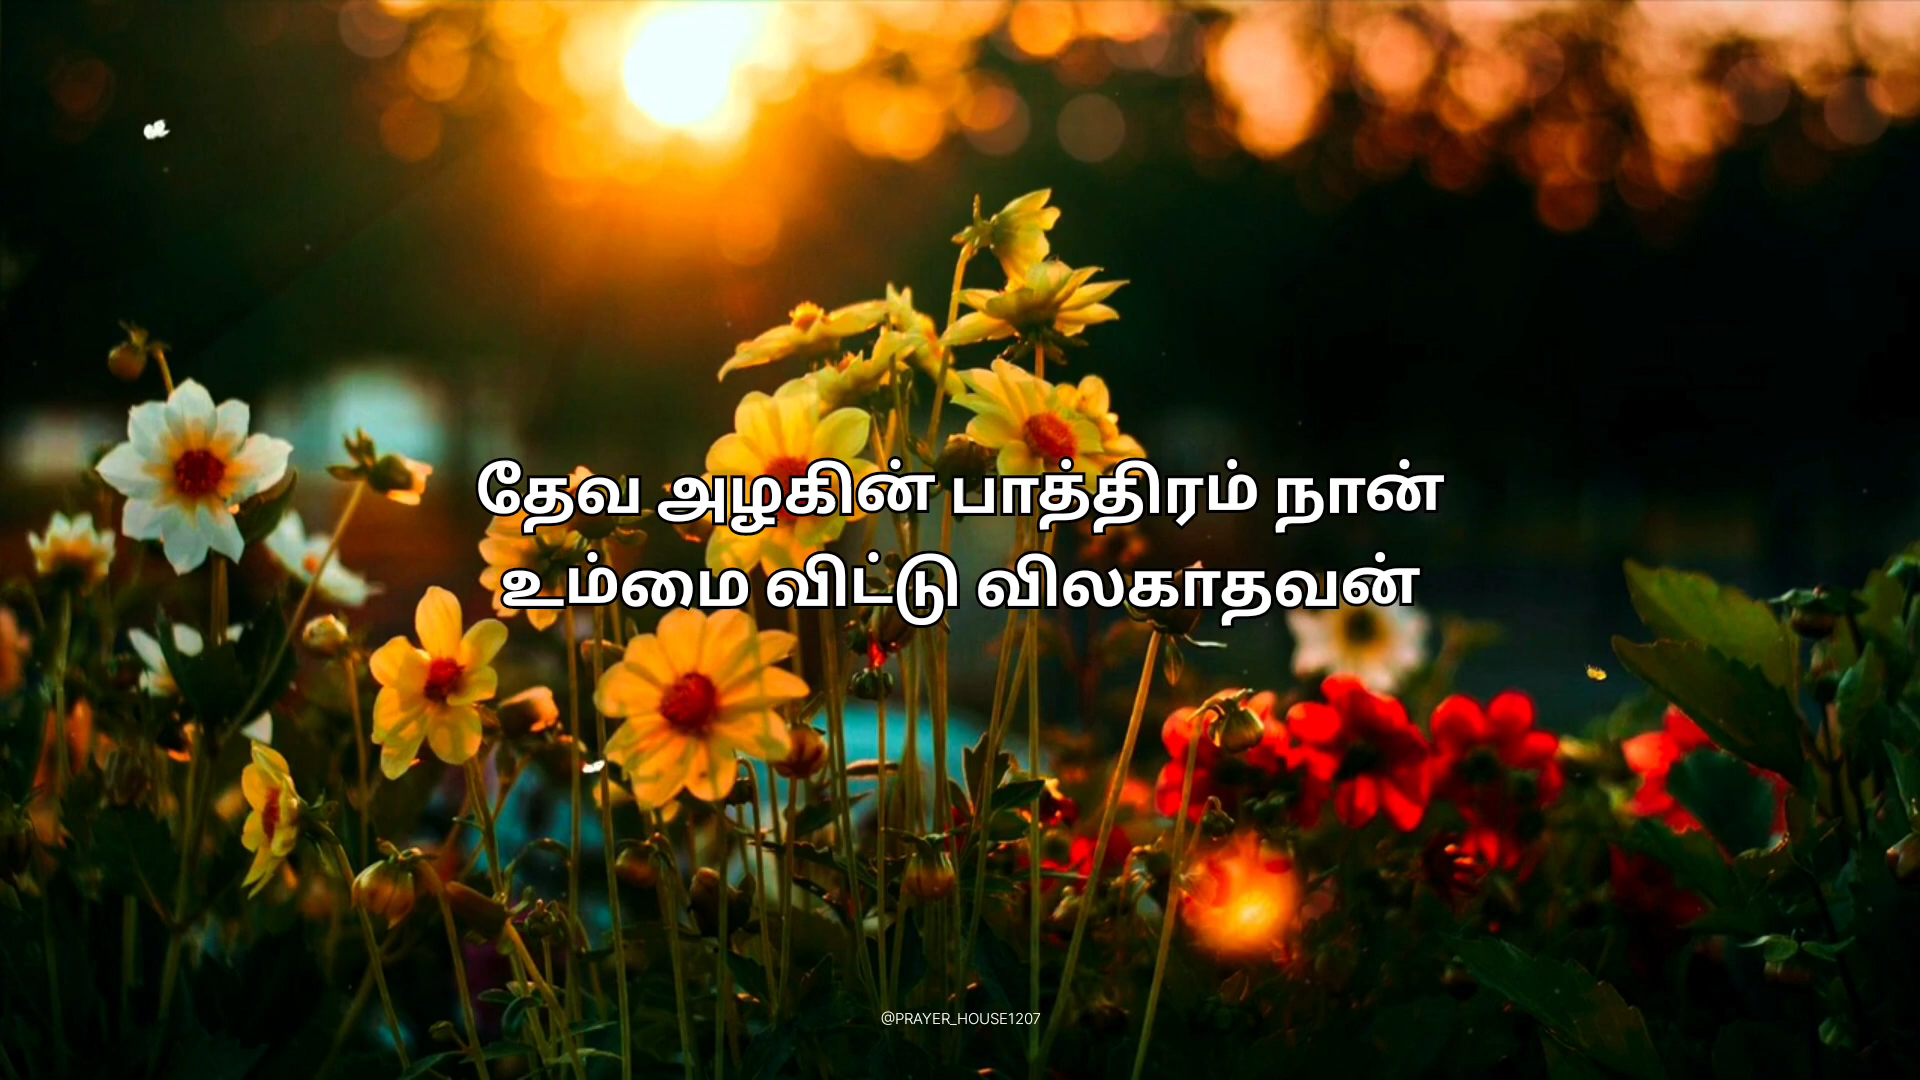 தேவ அழகின் பாத்திரம் நான்
உம்மை விட்டு விலகாதவன்
@PRAYER_HOUSE1207